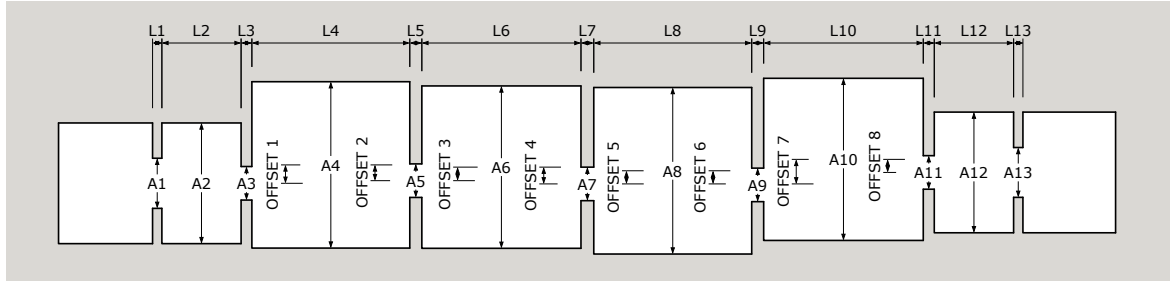 L1 L2 L3 L4 L5 L6 L7 L8 L9 L10 L11 L12 L13
OFFSET 1
OFFSET 2
OFFSET 3
OFFSET 4
OFFSET 5
OFFSET 6
OFFSET 7
OFFSET 8
A1 A2 A3 A4 A5 A6 A7 A8 A9 A10 A11 A12 A13